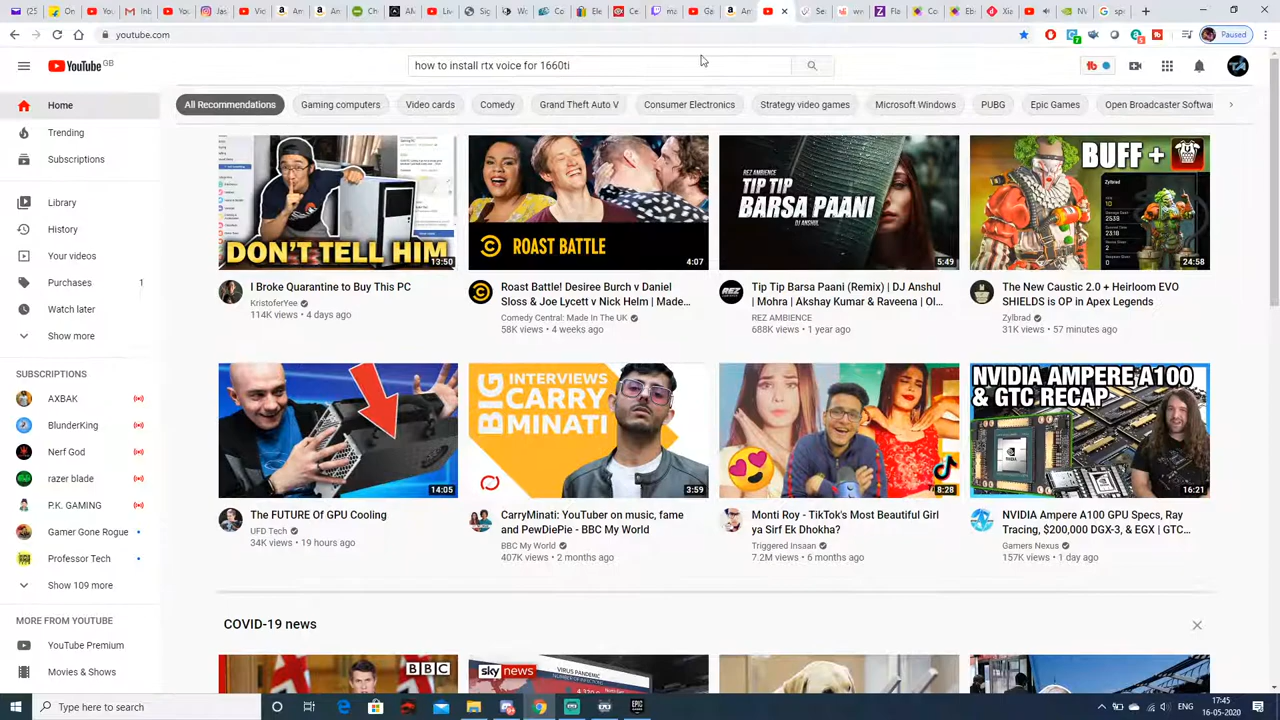 youtube.com
Paused
YouTube GB
how to install rtx voice for 1660ti
Home
Trending
Subscriptions
Library
History
Your videos
Purchases 1
Watch later
Show more
SUBSCRIPTIONS
AXBAK
BlunderKing
Nerf God
razer blade
P.K. GAMING
Gamer Gone Rogue
Professor Tech
Show 109 more
MORE FROM YOUTUBE
YouTube Premium
Movies & Shows
All Recommendations
Gaming computers
Video cards
Comedy
Grand Theft Auto V
Consumer Electronics
Strategy video games
Microsoft Windows
PUBG
Epic Games
Open Broadcaster Softwa
DON'T TELL HIM
13:50
I Broke Quarantine to Buy This PC
KristoferYee
114K views • 4 days ago
ROAST BATTLE
4:07
Roast Battle! Desiree Burch v Daniel
Sloss & Joe Lycett v Nick Helm | Made...
Comedy Central: Made In The UK
58K views • 4 weeks ago
REZ AMBIENCE
TIP TIP
BARSA PAANI
DJ ANSHUL
5:49
REZ
Tip Tip Barsa Paani (Remix) | DJ Anshul
| Mohra | Akshay Kumar & Raveena | Ol...
REZ AMBIENCE
688K views • 1 year ago
BUFF +
Zylbrad
24:58
The New Caustic 2.0 + Heirloom EVO
SHIELDS is OP in Apex Legends
Zylbrad
31K views • 57 minutes ago
14:05
The FUTURE Of GPU Cooling
UFD Tech
34K views • 19 hours ago
BIG
INTERVIEWS
CARRY
MINATI
3:59
CarryMinati: YouTuber on music, fame
and PewDiePie - BBC My World
BBC My World
407K views • 2 months ago
8:28
Monti Roy - TikTok's Most Beautiful Girl
ya Sirf Ek Dhokha?
Triggered Insaan
7.2M views • 6 months ago
NVIDIA AMPERE A100
& GTC RECAP
16:21
NVIDIA Ampere A100 GPU Specs, Ray
Tracing, $200,000 DGX-3, & EGX | GTC...
Gamers Nexus
157K views • 1 day ago
COVID-19 news
BBC
sky news
VIRUS PANDEMIC
Type here to search
17:45
16-05-2020